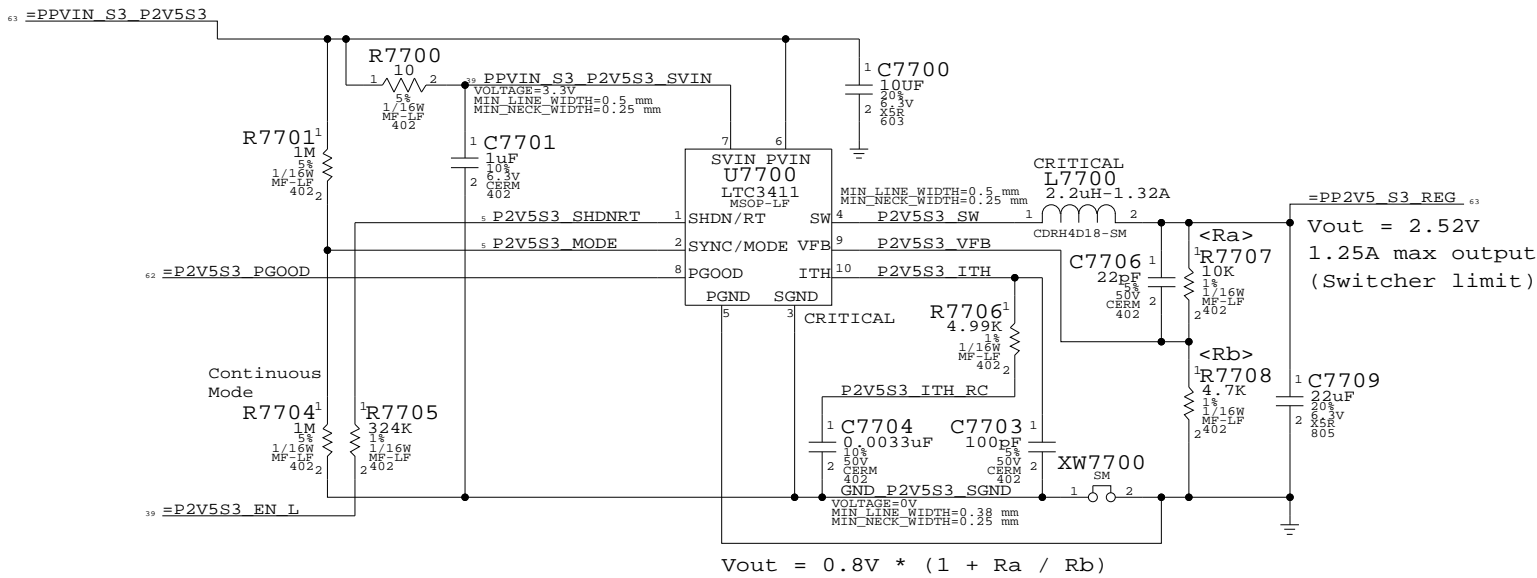 63 =PPVIN_S3_P2V5S3
R7700
10
1 2
5%
1/16W
MF-LF
402
39 PPVIN_S3_P2V5S3_SVIN
VOLTAGE=3.3V
MIN_LINE_WIDTH=0.5 mm
MIN_NECK_WIDTH=0.25 mm
1 C7700
10UF
20%
6.3V
2 X5R
603
R7701 1
1M
5%
1/16W
MF-LF
402 2
1 C7701
1uF
10%
6.3V
2 CERM
402
7 6
SVIN PVIN
U7700
LTC3411
MSOP-LF
CRITICAL
L7700
2.2uH-1.32A
MIN_LINE_WIDTH=0.5 mm
MIN_NECK_WIDTH=0.25 mm
=PP2V5_S3_REG 63
5 P2V5S3_SHDNRT 1 SHDN/RT
SW 4 P2V5S3_SW 1 2
CDRH4D18-SM
Vout = 2.52V
1.25A max output
(Switcher limit)
5 P2V5S3_MODE 2 SYNC/MODE
VFB 9 P2V5S3_VFB
62 =P2V5S3_PGOOD 8 PGOOD
ITH 10 P2V5S3_ITH
PGND SGND
5 3 CRITICAL
C7706 1
22pF
5%
50V
CERM 2
402
<Ra>
1 R7707
10K
1%
1/16W
MF-LF
2 402
R7706 1
4.99K
1%
1/16W
MF-LF
402 2
<Rb>
1 R7708
4.7K
1%
1/16W
MF-LF
2 402
1 C7709
22uF
20%
6.3V
2 X5R
805
Continuous
Mode
R7704 1
1M
5%
1/16W
MF-LF
402 2
1 R7705
324K
1%
1/16W
MF-LF
2 402
P2V5S3_ITH_RC
1 C7704
0.0033uF
10%
50V
2 CERM
402
C7703 1
100pF
5%
50V
CERM 2
402
XW7700
SM
1 2
GND_P2V5S3_SGND
VOLTAGE=0V
MIN_LINE_WIDTH=0.38 mm
MIN_NECK_WIDTH=0.25 mm
39 =P2V5S3_EN_L
Vout = 0.8V * (1 + Ra / Rb)